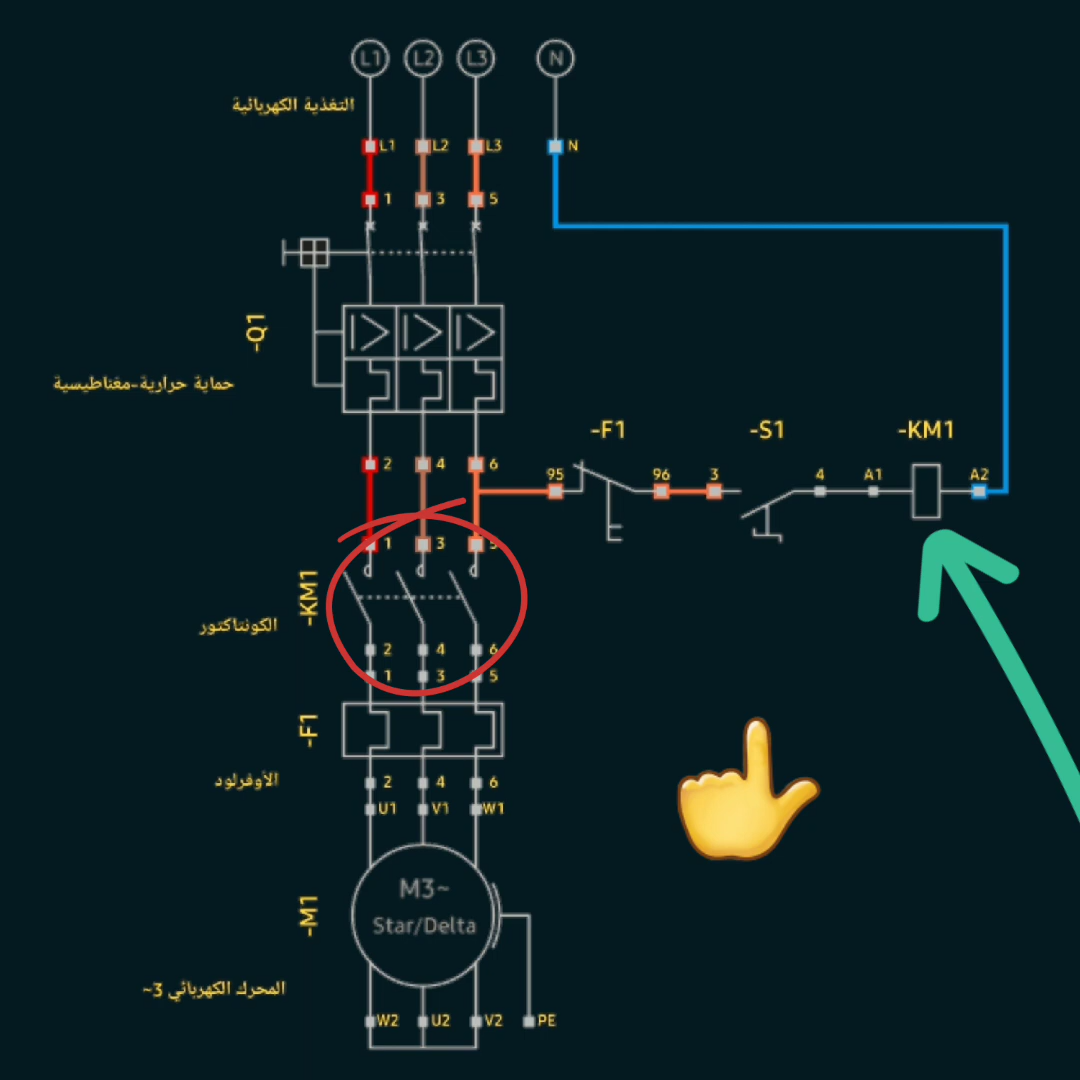 L1 L2 L3 N
التغذية الكهربائية
L1 L2 L3 N
1 3 5
-Q1
حماية حرارية-مغناطيسية
-F1 -S1 -KM1
2 4 6
95 96 3 4 A1 A2
1 3 5
-KM1
الكونتاكتور
2 4 6
1 3 5
-F1
الأوفرلود
2 4 6
U1 V1 W1
M3~
Star/Delta
-M1
المحرك الكهربائي 3~
W2 U2 V2 PE